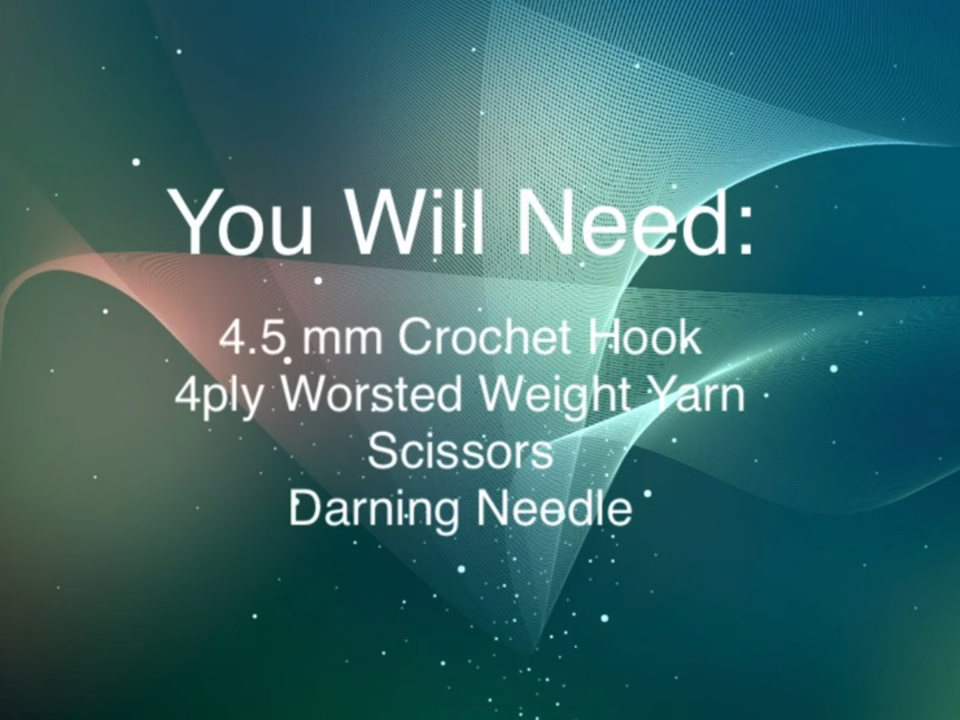 You Will Need:
4.5 mm Crochet Hook
4ply Worsted Weight Yarn
Scissors
Darning Needle